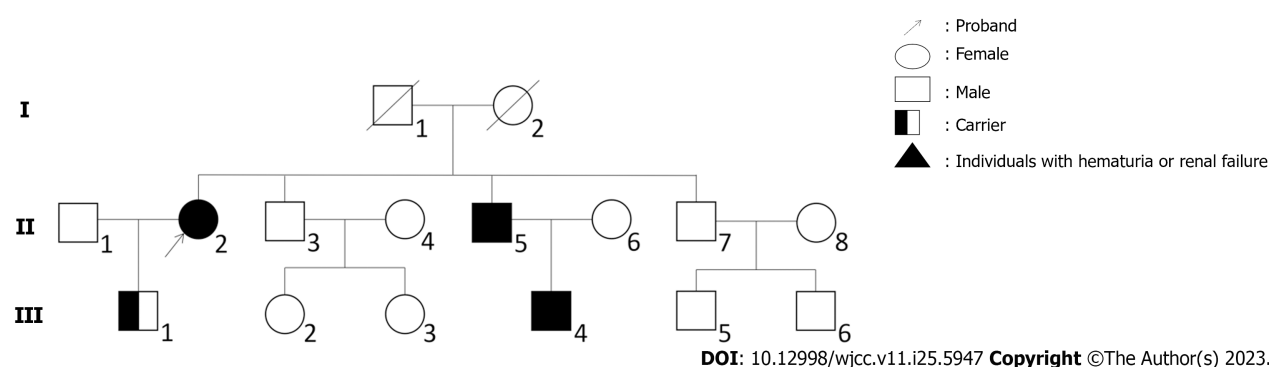 : Proband
: Female
: Male
: Carrier
: Individuals with hematuria or renal failure
I
1
2
II
1
2
3
4
5
6
7
8
III
1
2
3
4
5
6
DOI: 10.12998/wjcc.v11.i25.5947 Copyright ©The Author(s) 2023.